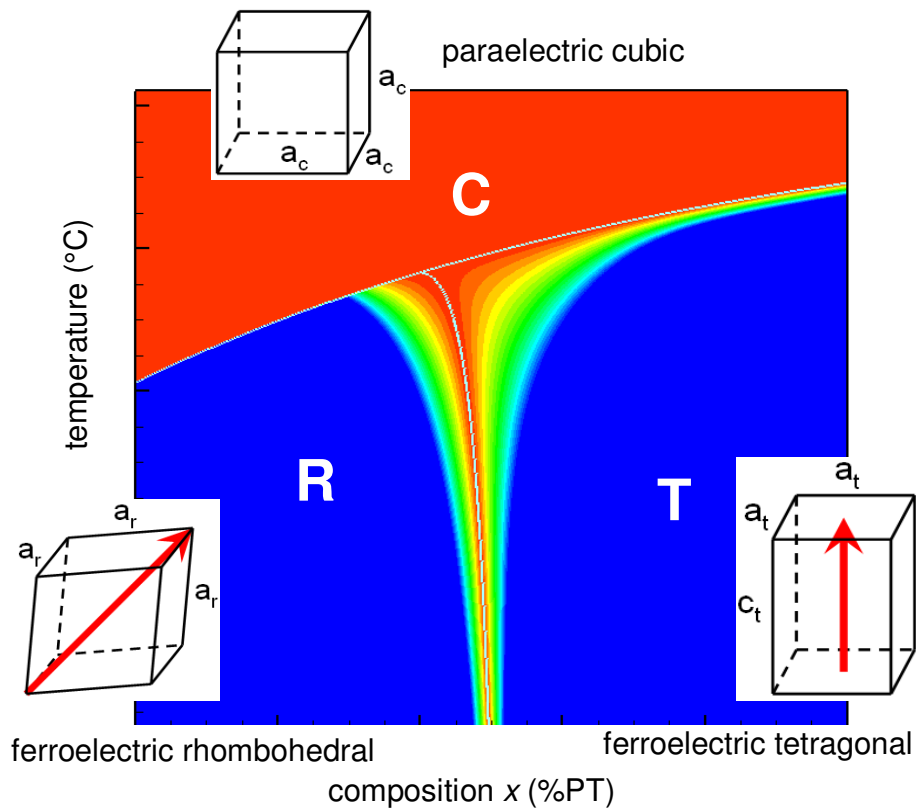 paraelectric cubic
a_c
a_c
a_c
C
temperature (°C)
R
T
a_r
a_r
a_r
a_t
a_t
c_t
ferroelectric rhombohedral
ferroelectric tetragonal
composition x (%PT)